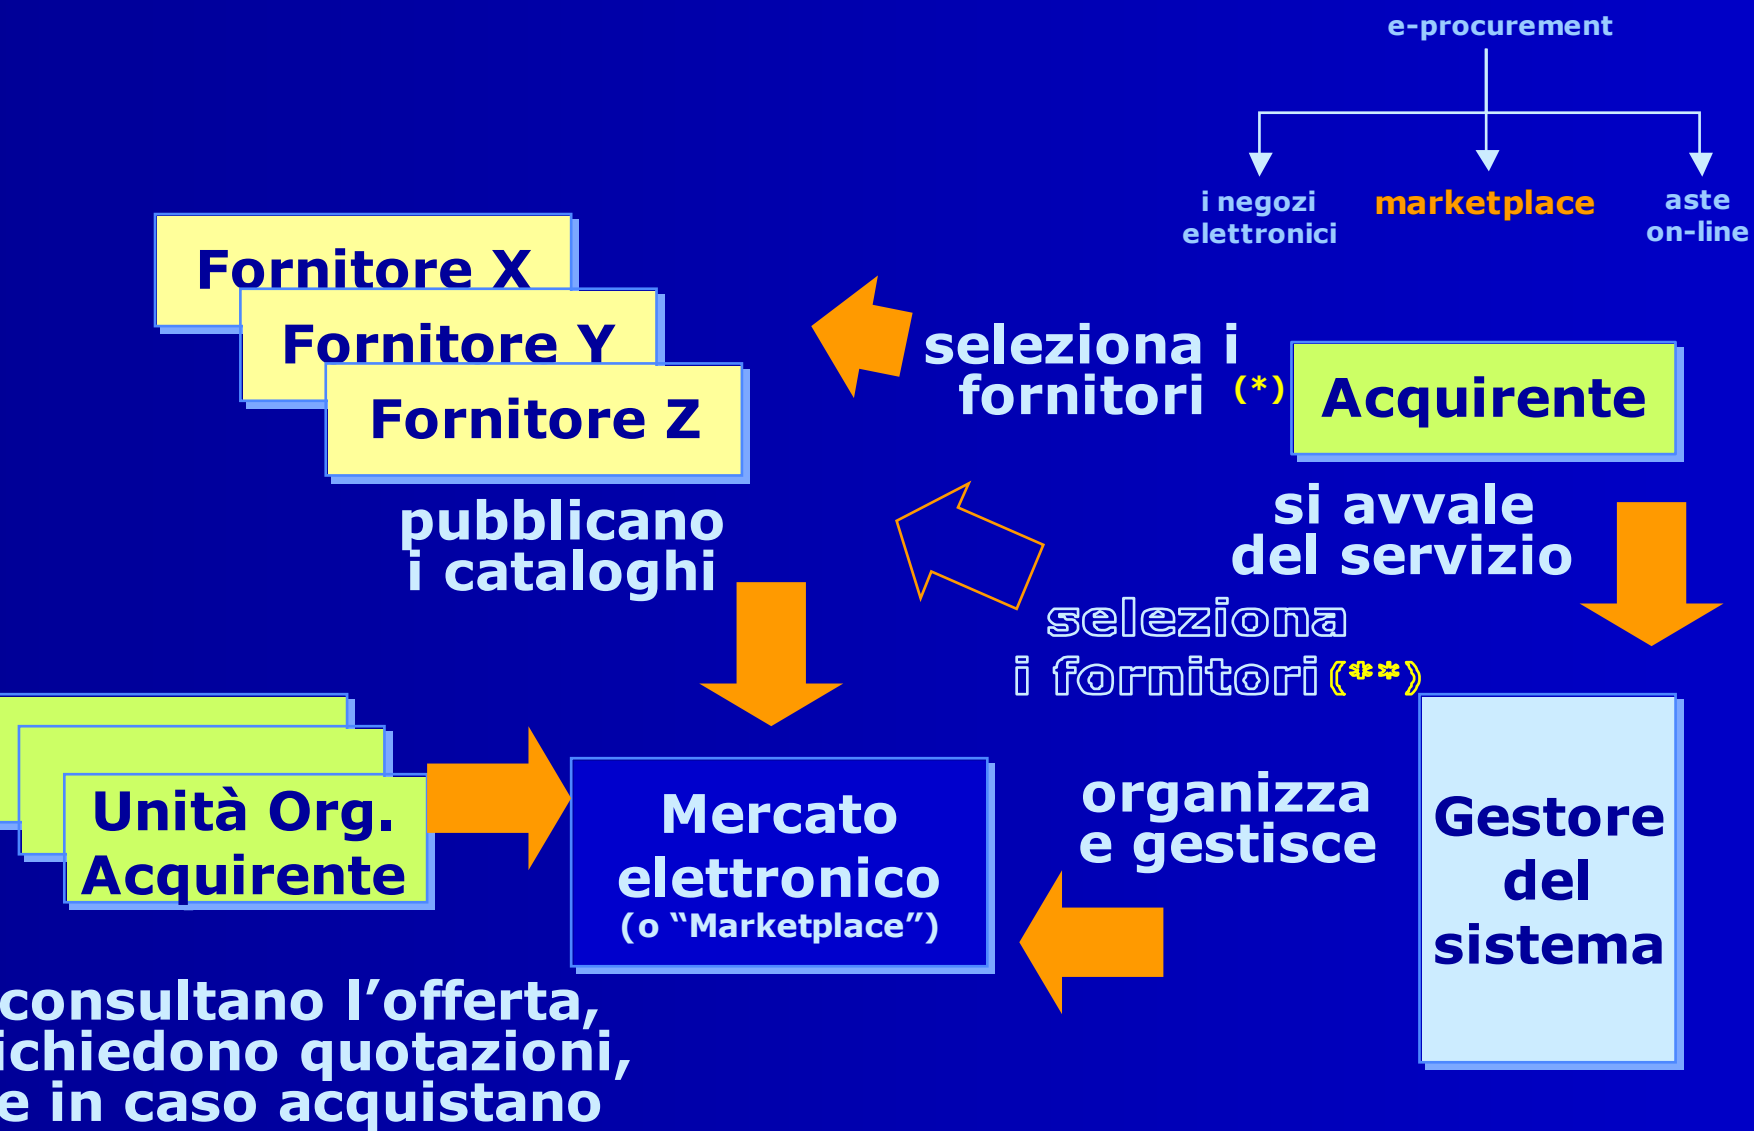 e-procurement
i negozi
elettronici
marketplace
aste
on-line
Fornitore X
Fornitore Y
Fornitore Z
seleziona i
fornitori (*)
Acquirente
pubblicano
i cataloghi
si avvale
del servizio
seleziona
i fornitori (**)
Unità Org.
Acquirente
Mercato
elettronico
(o “Marketplace”)
organizza
e gestisce
Gestore
del
sistema
consultano l’offerta,
ichiedono quotazioni,
e in caso acquistano